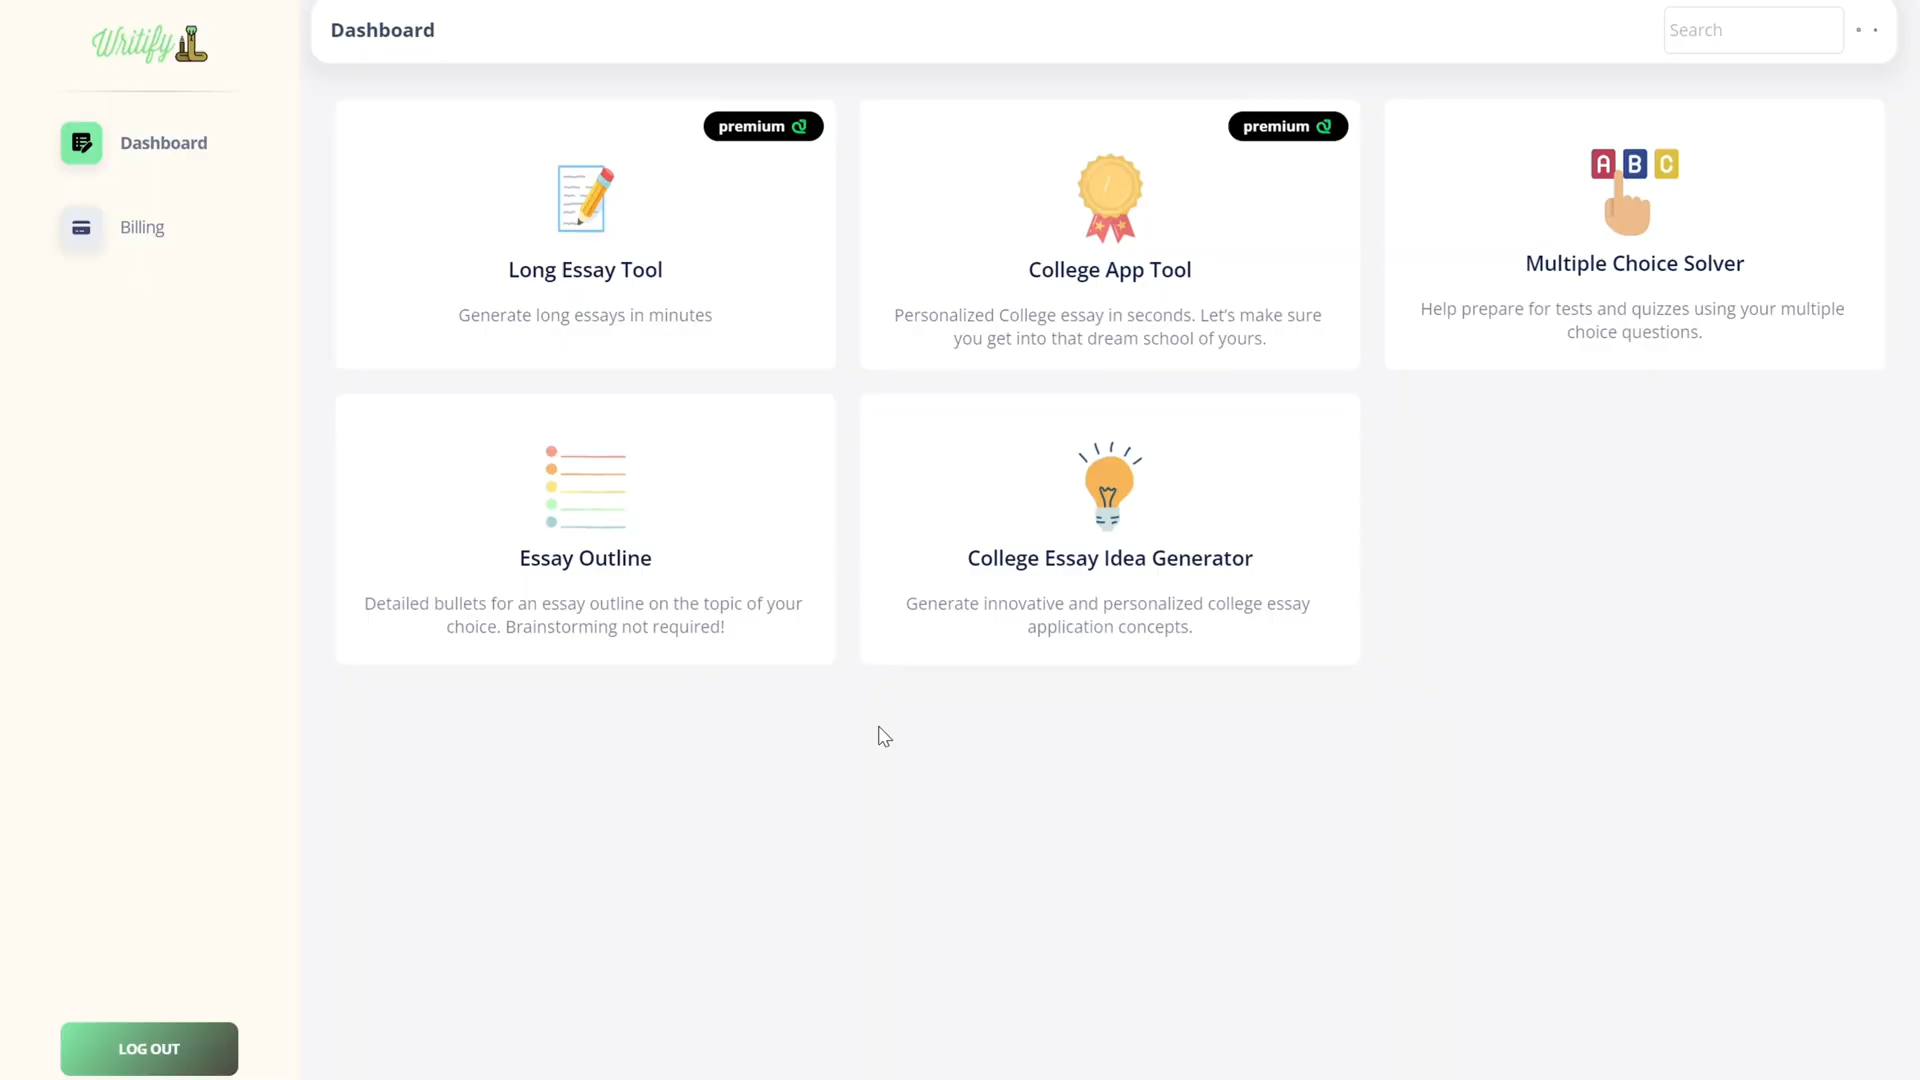 Writify
Dashboard
Search
Dashboard
Billing
premium
Long Essay Tool
Generate long essays in minutes
premium
College App Tool
Personalized College essay in seconds. Let's make sure
you get into that dream school of yours.
A B C
Multiple Choice Solver
Help prepare for tests and quizzes using your multiple
choice questions.
Essay Outline
Detailed bullets for an essay outline on the topic of your
choice. Brainstorming not required!
College Essay Idea Generator
Generate innovative and personalized college essay
application concepts.
LOG OUT